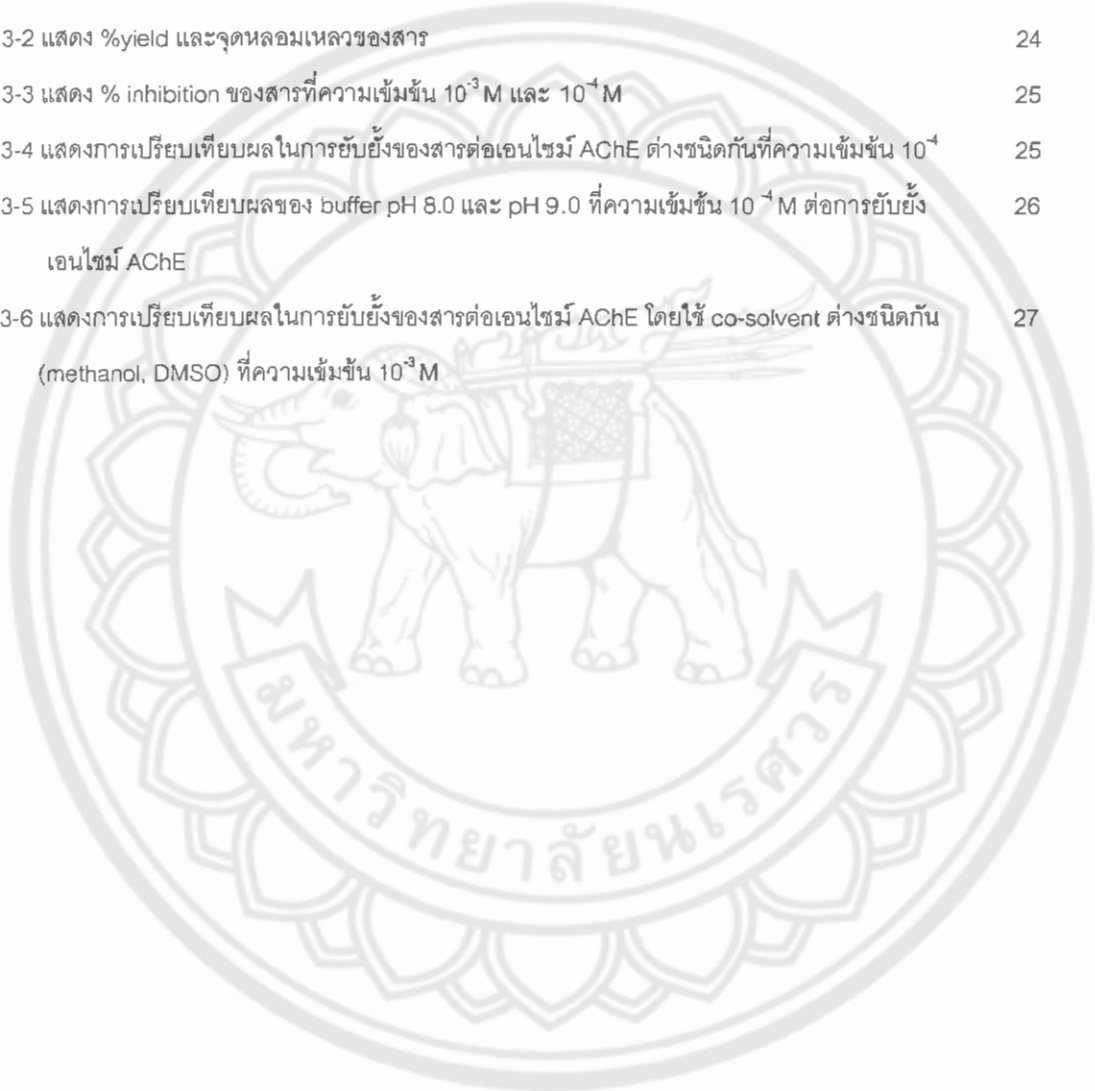 3-2 แสดง %yield และจุดหลอมเหลวของสาร 24
3-3 แสดง % inhibition ของสารที่ความเข้มข้น 10⁻³ M และ 10⁻⁴ M 25
3-4 แสดงการเปรียบเทียบผลในการยับยั้งของสารต่อเอนไซม์ AChE ต่างชนิดกันที่ความเข้มข้น 10⁻⁴ 25
3-5 แสดงการเปรียบเทียบผลของ buffer pH 8.0 และ pH 9.0 ที่ความเข้มข้น 10⁻⁴ M ต่อการยับยั้ง 26
เอนไซม์ AChE
3-6 แสดงการเปรียบเทียบผลในการยับยั้งของสารต่อเอนไซม์ AChE โดยใช้ co-solvent ต่างชนิดกัน 27
(methanol, DMSO) ที่ความเข้มข้น 10⁻³ M
มหาวิทยาลัยนเรศวร